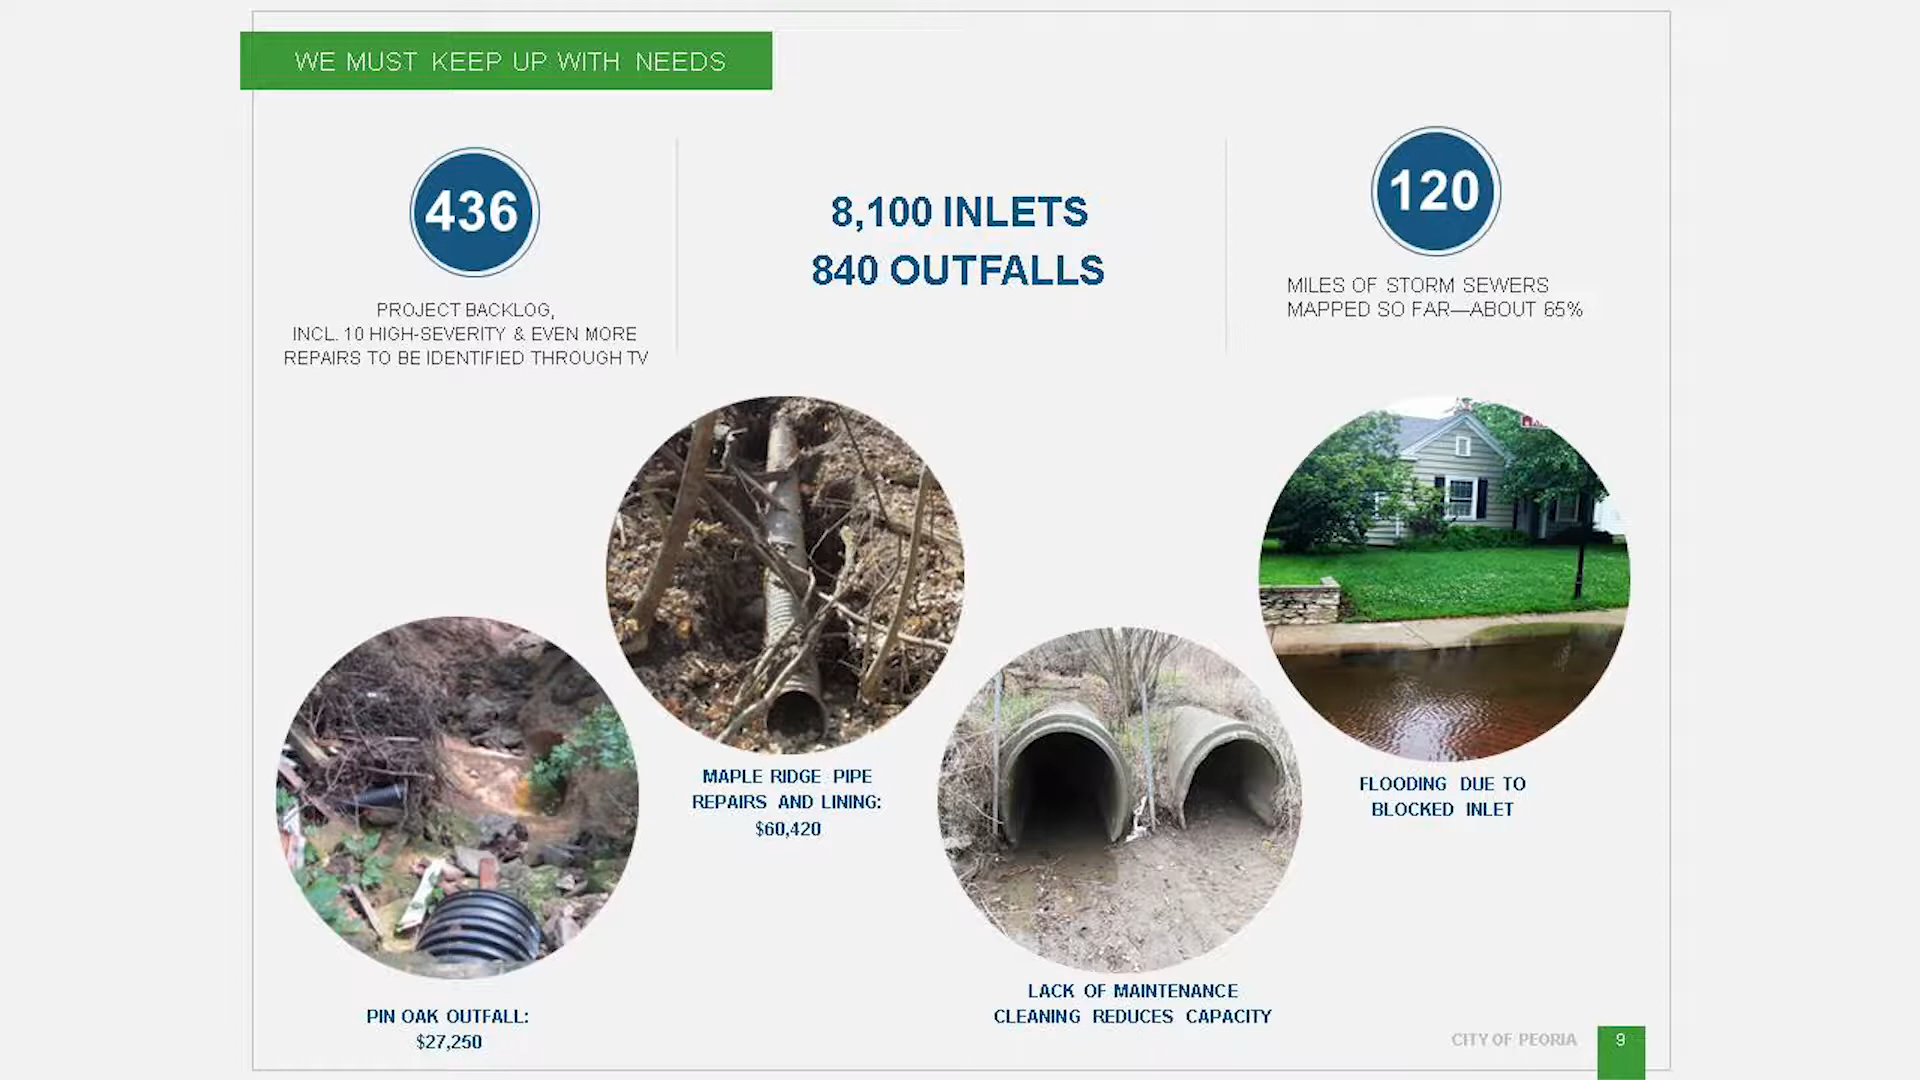 WE MUST KEEP UP WITH NEEDS
436
PROJECT BACKLOG,
INCL. 10 HIGH-SEVERITY & EVEN MORE
REPAIRS TO BE IDENTIFIED THROUGH TV
8,100 INLETS
840 OUTFALLS
120
MILES OF STORM SEWERS
MAPPED SO FAR—ABOUT 65%
MAPLE RIDGE PIPE
REPAIRS AND LINING:
$60,420
FLOODING DUE TO
BLOCKED INLET
PIN OAK OUTFALL:
$27,250
LACK OF MAINTENANCE
CLEANING REDUCES CAPACITY
CITY OF PEORIA
9